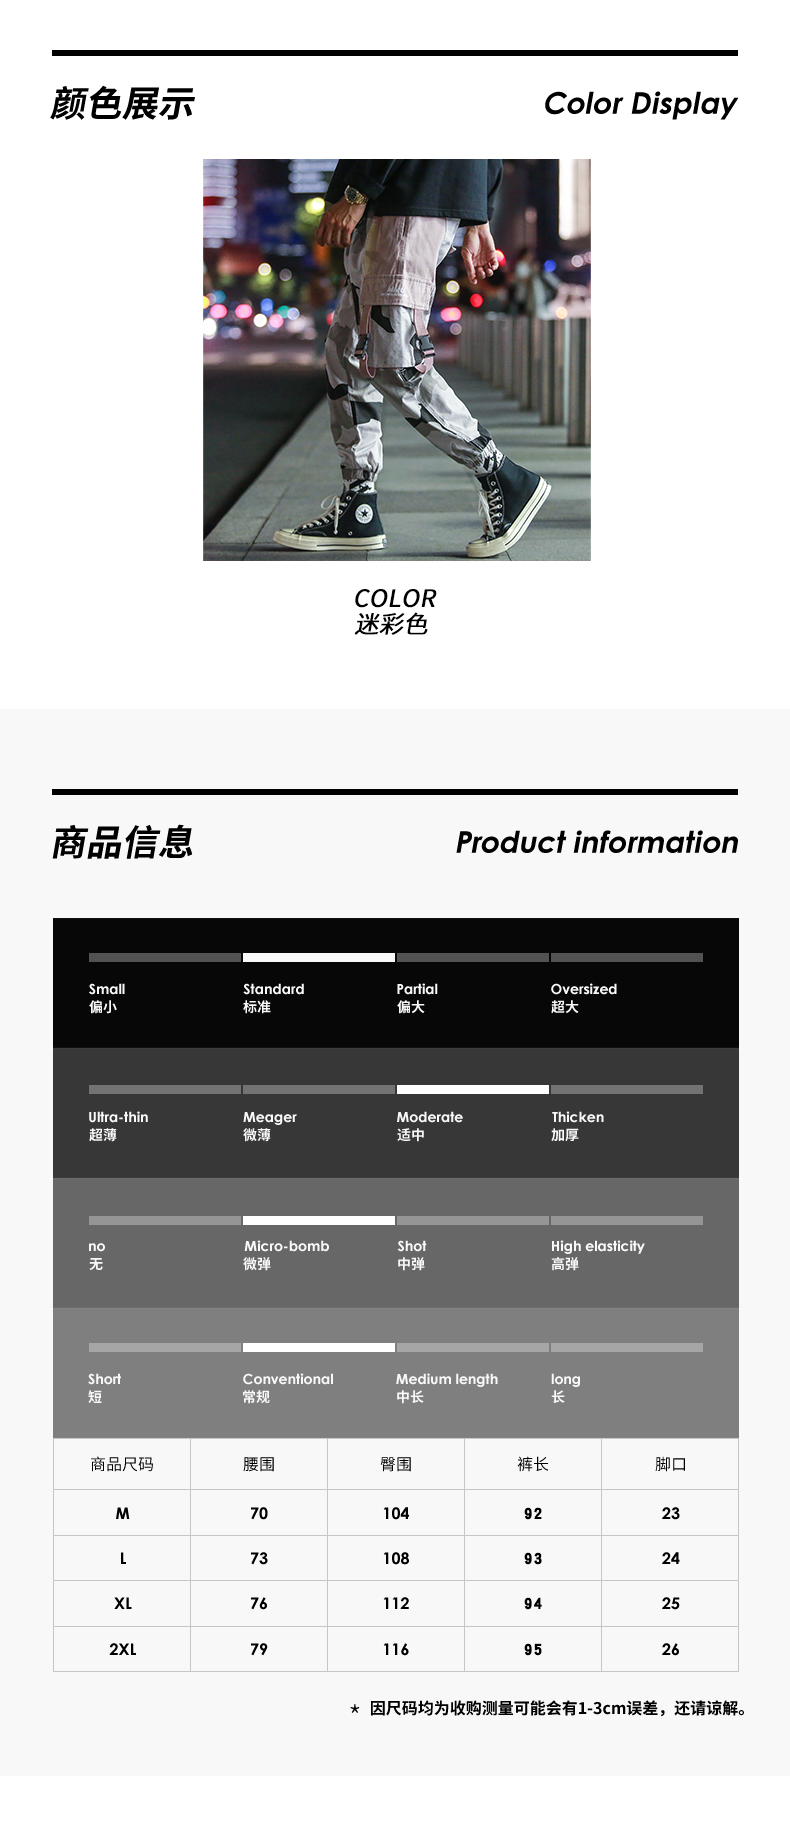 颜色展示 Color Display
COLOR
迷彩色
商品信息 Product information
Small Standard Partial Oversized
偏小 标准 偏大 超大
Ultra-thin Meager Moderate Thicken
超薄 微薄 适中 加厚
no Micro-bomb Shot High elasticity
无 微弹 中弹 高弹
Short Conventional Medium length long
短 常规 中长 长
商品尺码 腰围 臀围 裤长 脚口
M 70 104 92 23
L 73 108 93 24
XL 76 112 94 25
2XL 79 116 95 26
* 因尺码均为收购测量可能会有1-3cm误差，还请谅解。